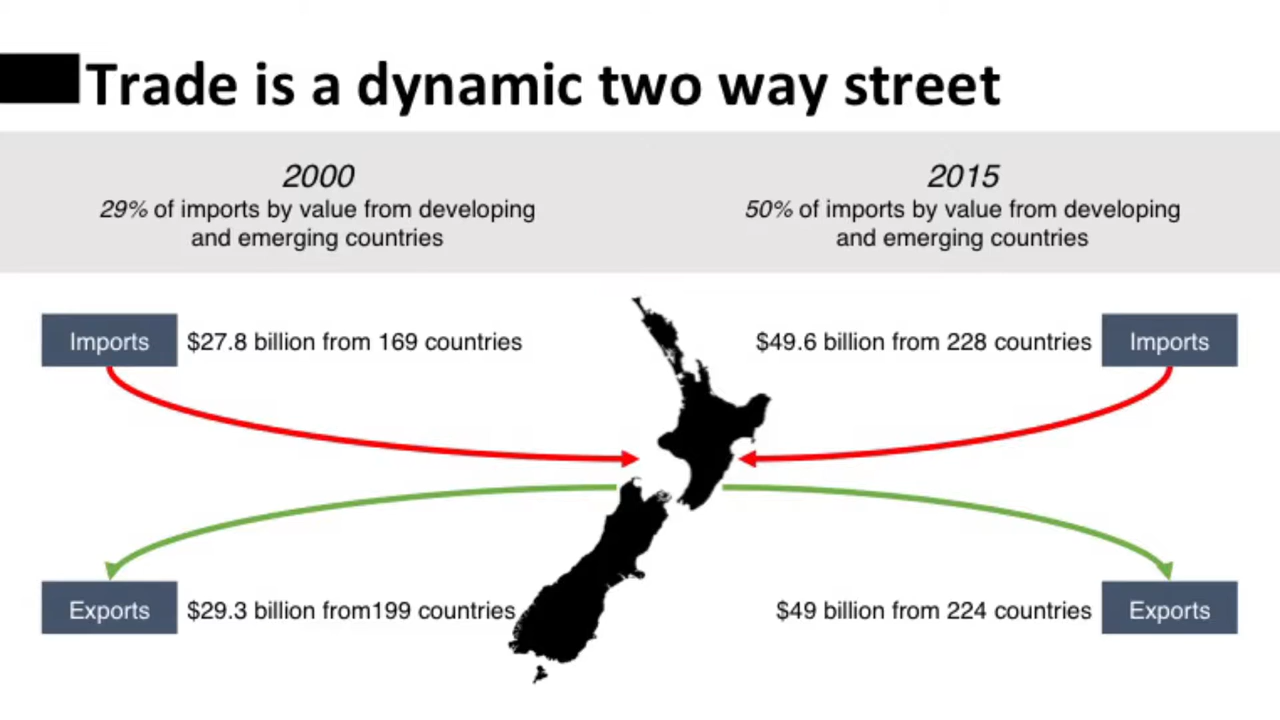 Trade is a dynamic two way street
2000
29% of imports by value from developing
and emerging countries
2015
50% of imports by value from developing
and emerging countries
Imports
$27.8 billion from 169 countries
$49.6 billion from 228 countries
Imports
Exports
$29.3 billion from199 countries
$49 billion from 224 countries
Exports